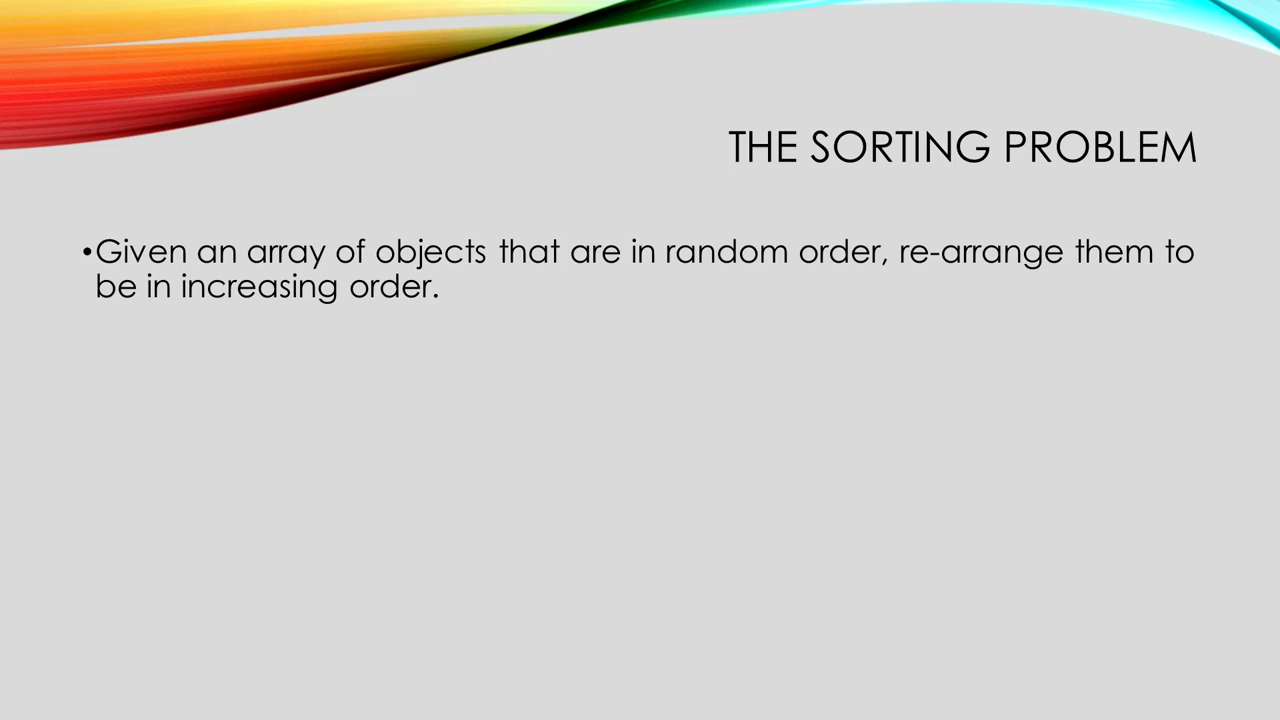 THE SORTING PROBLEM
•Given an array of objects that are in random order, re-arrange them to
be in increasing order.